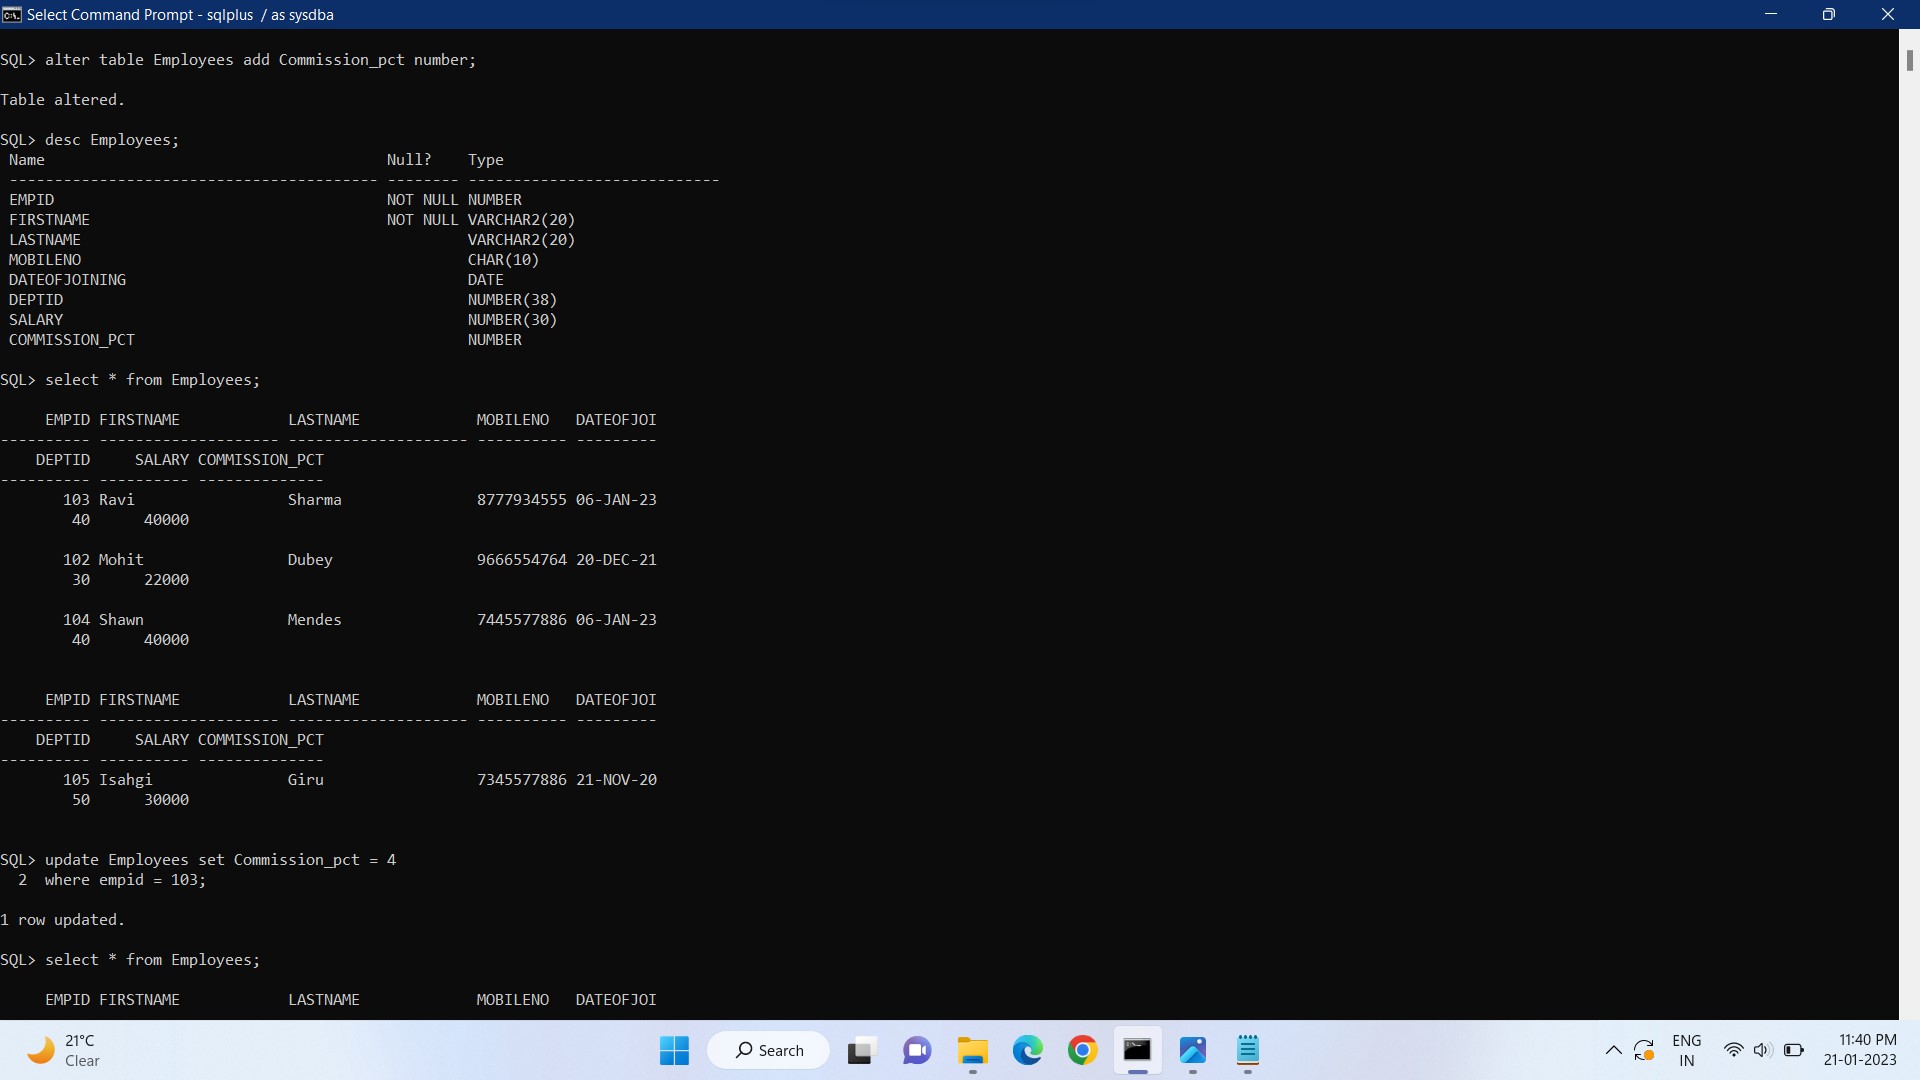 Select Command Prompt - sqlplus  / as sysdba
SQL> alter table Employees add Commission_pct number;
Table altered.
SQL> desc Employees;
 Name                                      Null?    Type
 ----------------------------------------- -------- ----------------------------
 EMPID                                     NOT NULL NUMBER
 FIRSTNAME                                 NOT NULL VARCHAR2(20)
 LASTNAME                                           VARCHAR2(20)
 MOBILENO                                           CHAR(10)
 DATEOFJOINING                                      DATE
 DEPTID                                             NUMBER(38)
 SALARY                                             NUMBER(30)
 COMMISSION_PCT                                     NUMBER
SQL> select * from Employees;
     EMPID FIRSTNAME            LASTNAME             MOBILENO   DATEOFJOI
---------- -------------------- -------------------- ---------- ---------
    DEPTID     SALARY COMMISSION_PCT
---------- ---------- --------------
       103 Ravi                 Sharma               8777934555 06-JAN-23
        40      40000
       102 Mohit                Dubey                9666554764 20-DEC-21
        30      22000
       104 Shawn                Mendes               7445577886 06-JAN-23
        40      40000
     EMPID FIRSTNAME            LASTNAME             MOBILENO   DATEOFJOI
---------- -------------------- -------------------- ---------- ---------
    DEPTID     SALARY COMMISSION_PCT
---------- ---------- --------------
       105 Isahgi               Giru                 7345577886 21-NOV-20
        50      30000
SQL> update Employees set Commission_pct = 4
  2  where empid = 103;
1 row updated.
SQL> select * from Employees;
     EMPID FIRSTNAME            LASTNAME             MOBILENO   DATEOFJOI
21°C
Clear
Search
ENG
IN
11:40 PM
21-01-2023